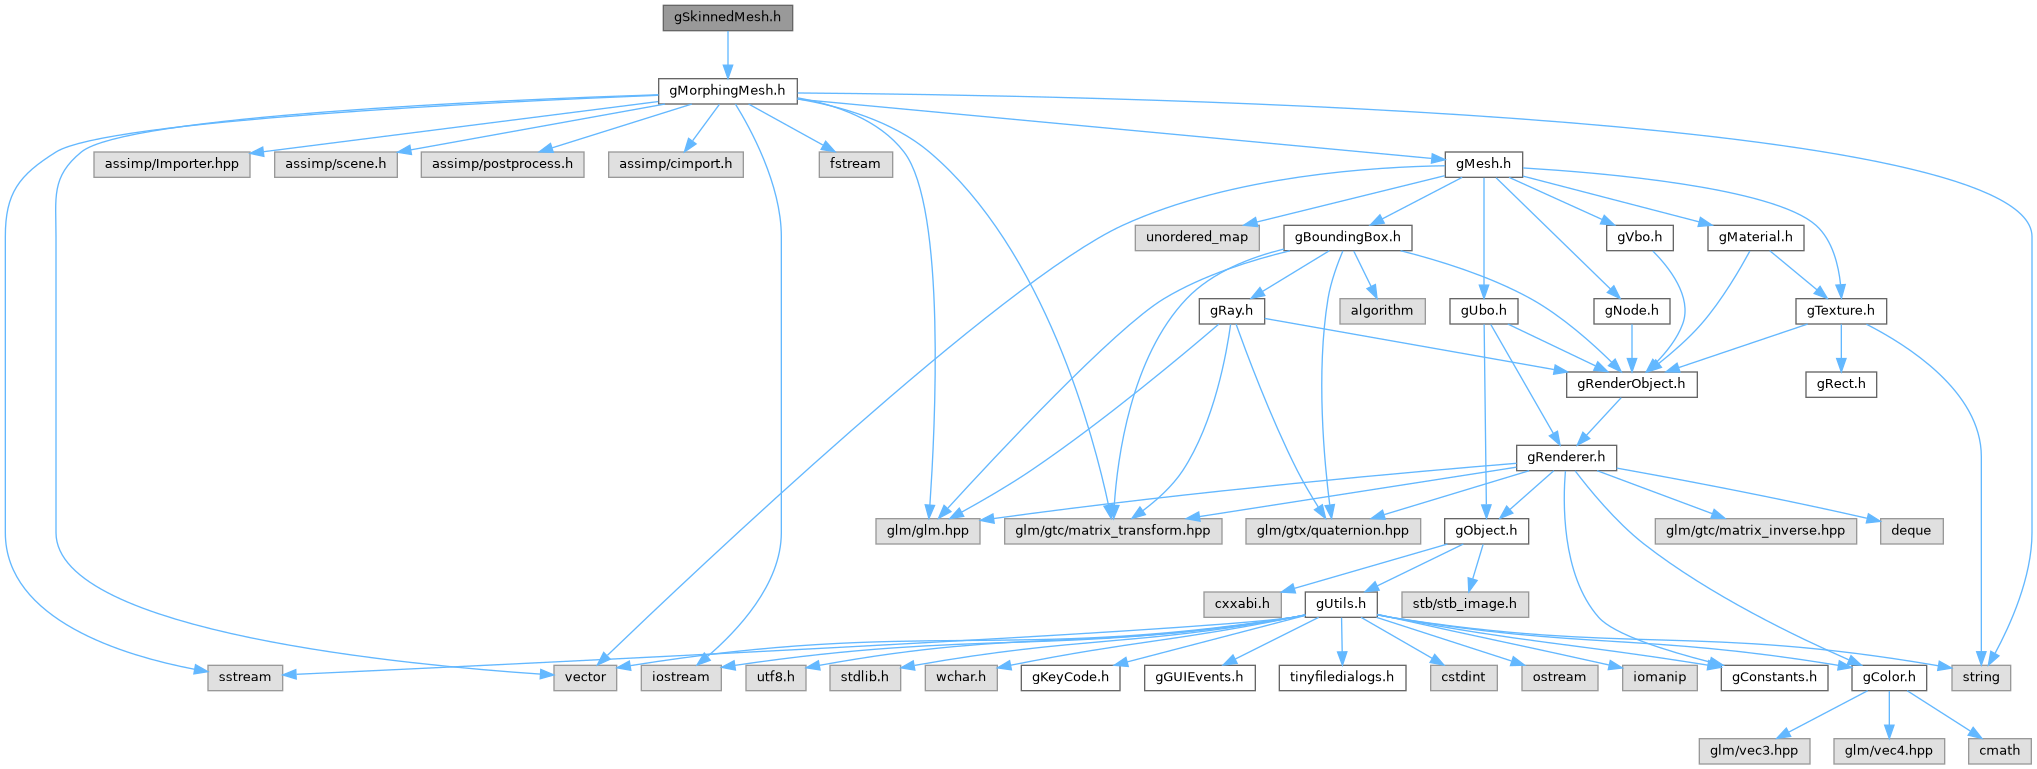 gSkinnedMesh.h
gMorphingMesh.h
assimp/Importer.hpp
assimp/scene.h
assimp/postprocess.h
assimp/cimport.h
fstream
gMesh.h
unordered_map
gBoundingBox.h
gVbo.h
gMaterial.h
gRay.h
algorithm
gUbo.h
gNode.h
gTexture.h
gRenderObject.h
gRect.h
gRenderer.h
glm/glm.hpp
glm/gtc/matrix_transform.hpp
glm/gtx/quaternion.hpp
gObject.h
glm/gtc/matrix_inverse.hpp
deque
cxxabi.h
gUtils.h
stb/stb_image.h
sstream
vector
iostream
utf8.h
stdlib.h
wchar.h
gKeyCode.h
gGUIEvents.h
tinyfiledialogs.h
cstdint
ostream
iomanip
gConstants.h
gColor.h
string
glm/vec3.hpp
glm/vec4.hpp
cmath